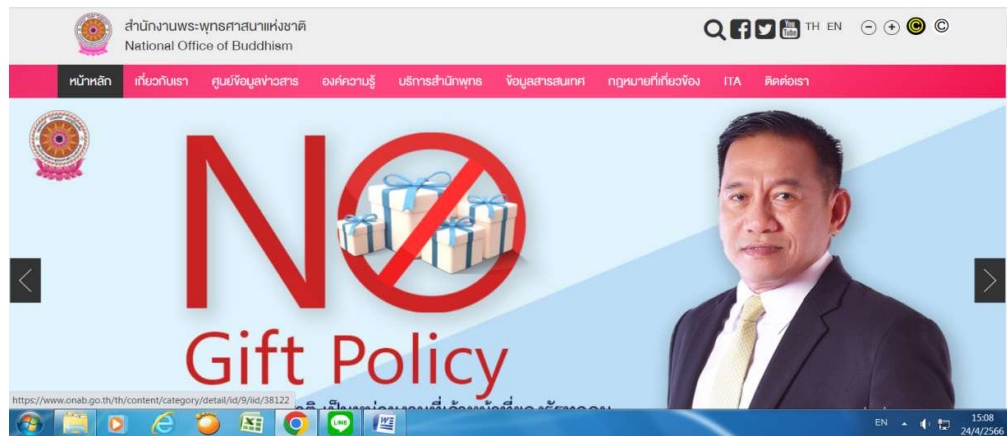 สำนักงานพระพุทธศาสนาแห่งชาติ
National Office of Buddhism
You Tube TH EN
หน้าหลัก เกี่ยวกับเรา ศูนย์ข้อมูลข่าวสาร องค์ความรู้ บริการสำนักพุทธ ข้อมูลสารสนเทศ กฎหมายที่เกี่ยวข้อง ITA ติดต่อเรา
NO
Gift Policy
https://www.onab.go.th/th/content/category/detail/id/9/iid/38122
LINE
EN
15:08
24/4/2566